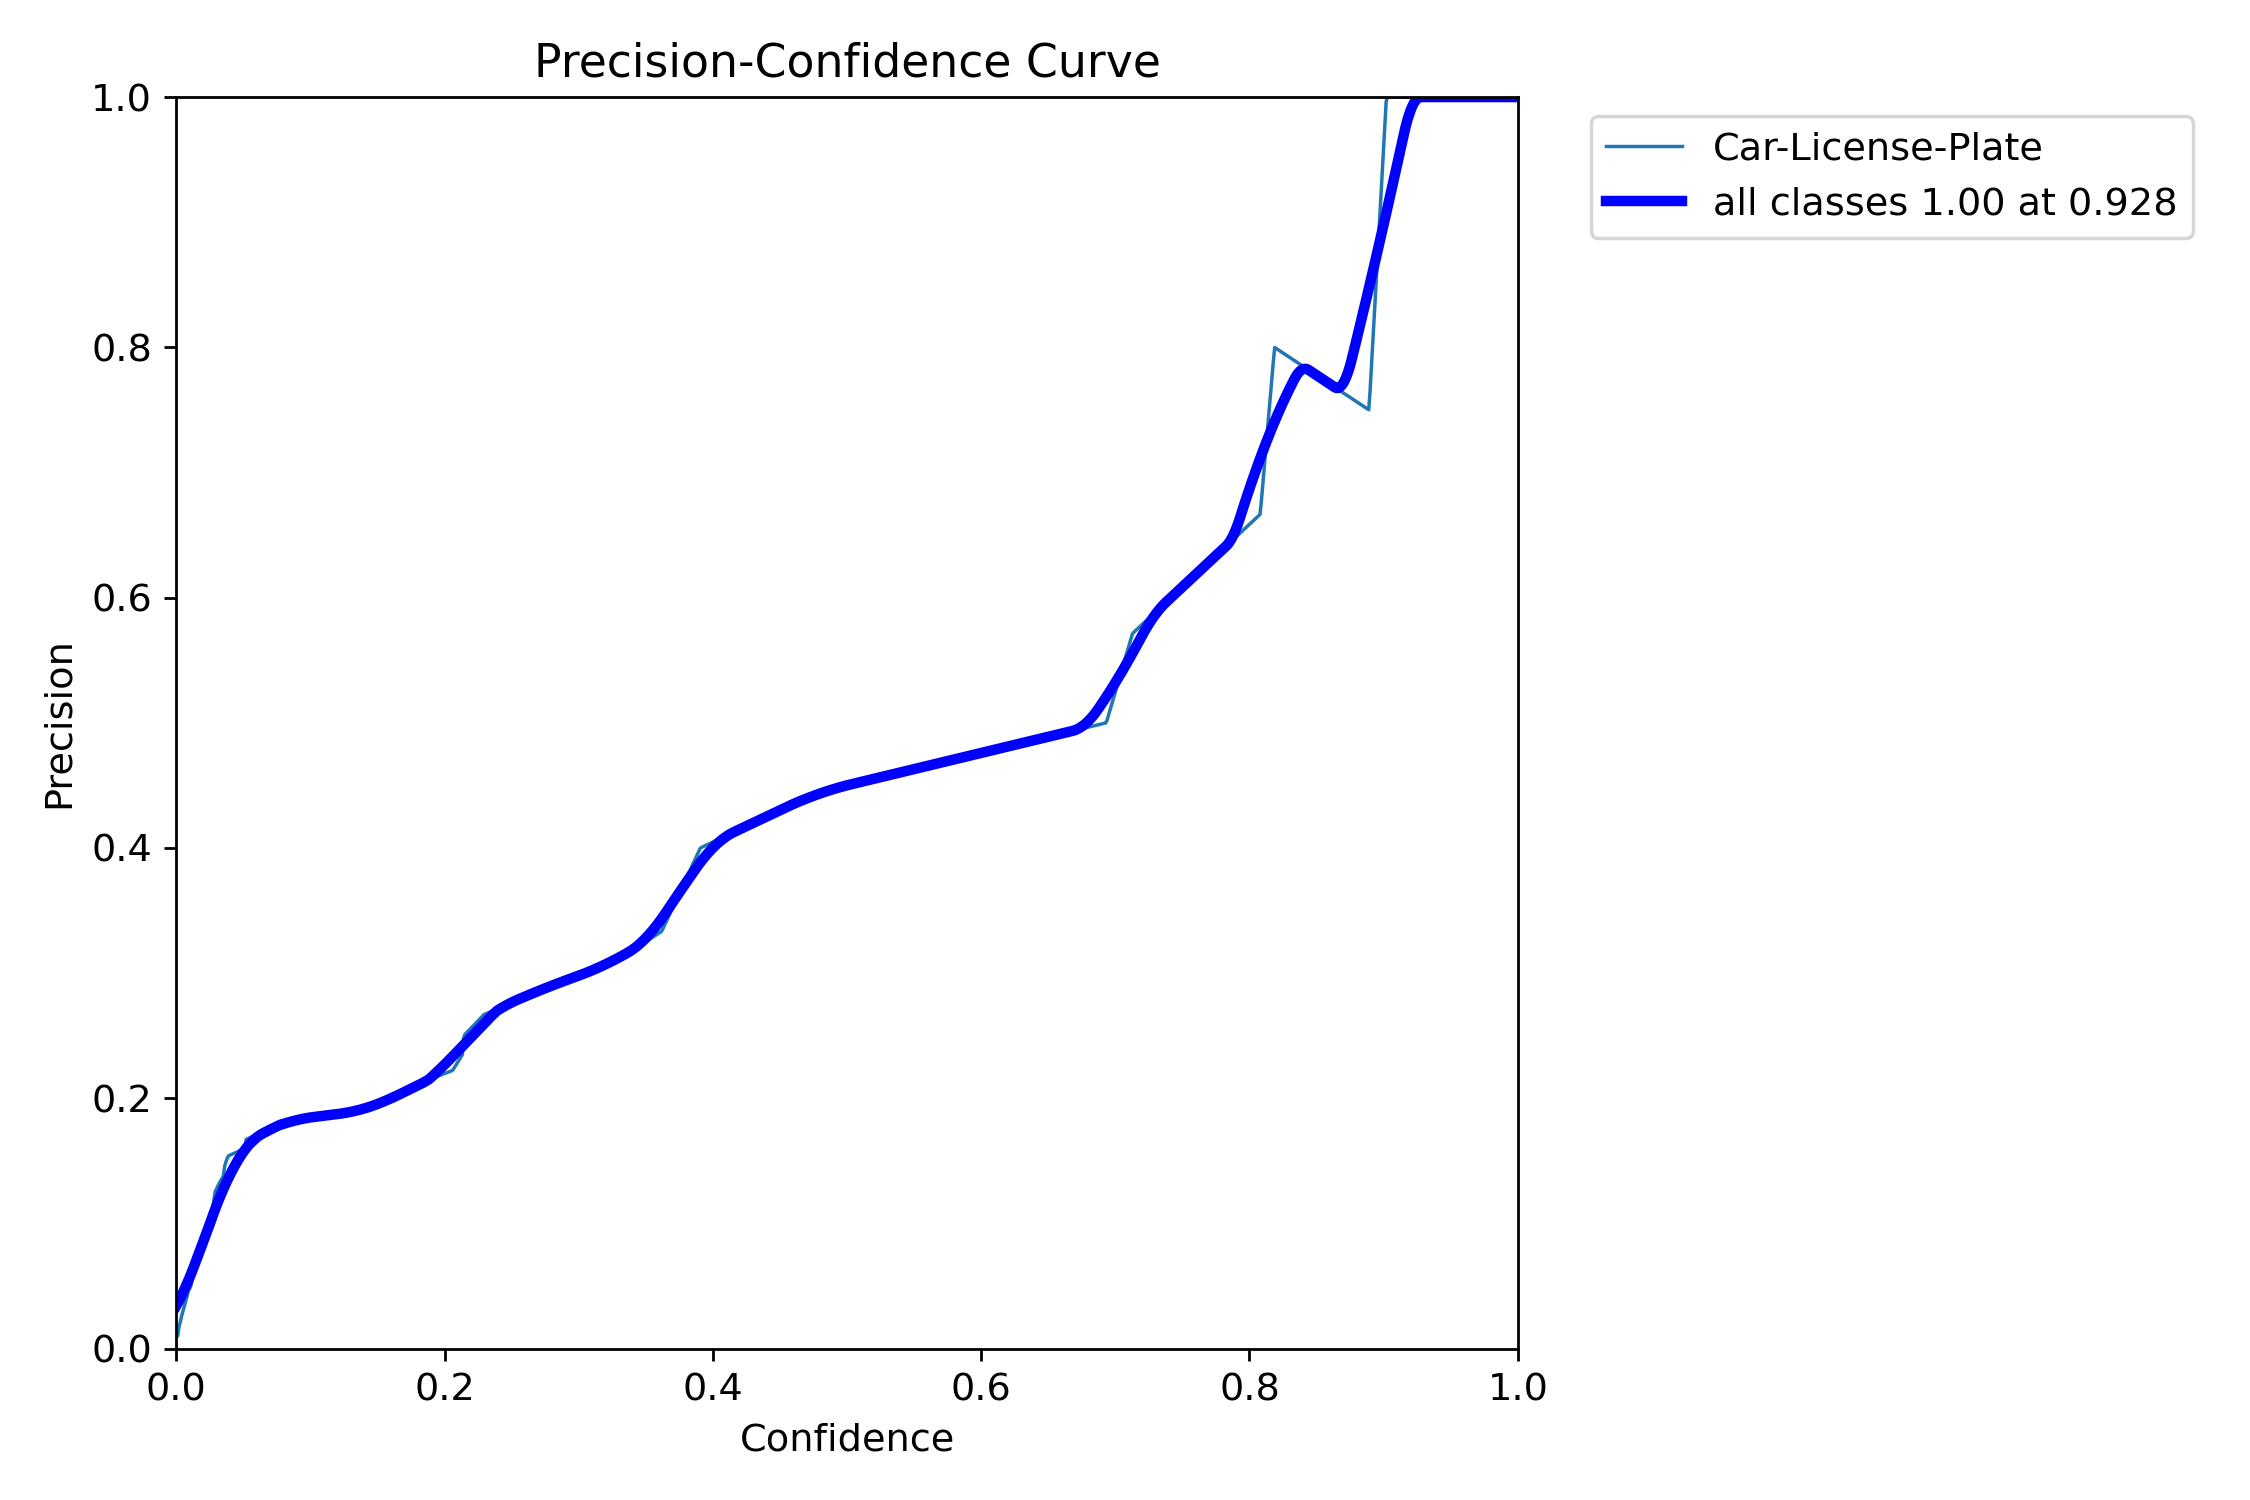 Precision-Confidence Curve
1.0
0.8
0.6
0.4
0.2
0.0
Precision
0.0 0.2 0.4 0.6 0.8 1.0
Confidence
Car-License-Plate
all classes 1.00 at 0.928